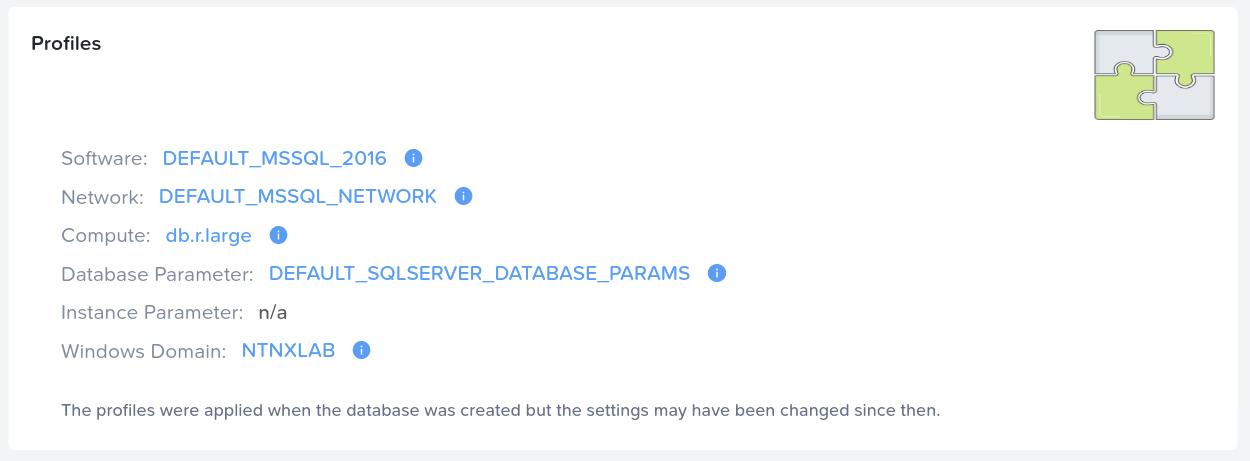 Profiles
Software: DEFAULT_MSSQL_2016
Network: DEFAULT_MSSQL_NETWORK
Compute: db.r.large
Database Parameter: DEFAULT_SQLSERVER_DATABASE_PARAMS
Instance Parameter: n/a
Windows Domain: NTNXLAB
The profiles were applied when the database was created but the settings may have been changed since then.